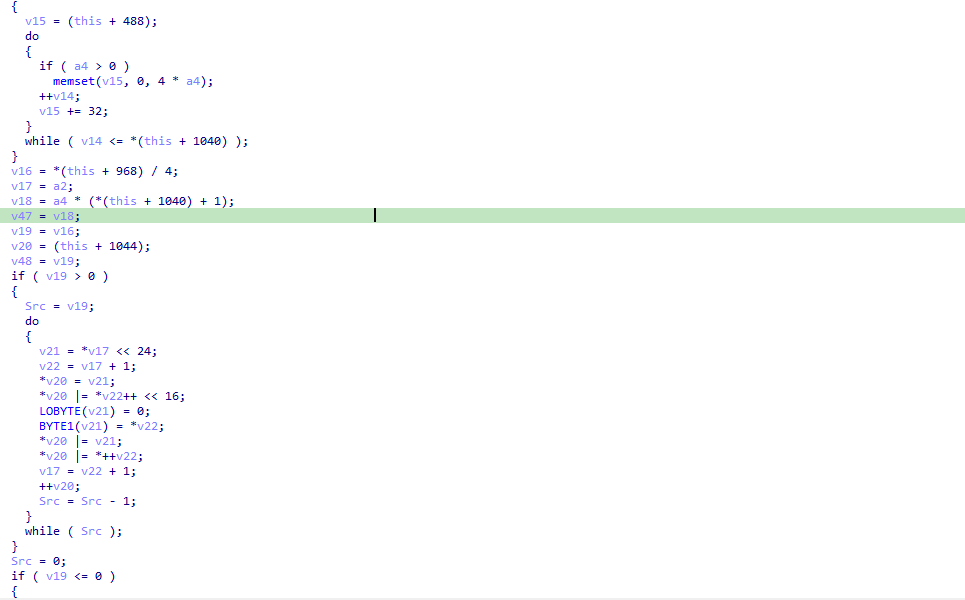 {
v15 = (this + 488);
do
{
if ( a4 > 0 )
memset(v15, 0, 4 * a4);
++v14;
v15 += 32;
}
while ( v14 <= *(this + 1040) );
}
v16 = *(this + 968) / 4;
v17 = a2;
v18 = a4 * (*(this + 1040) + 1);
v47 = v18;
v19 = v16;
v20 = (this + 1044);
v48 = v19;
if ( v19 > 0 )
{
Src = v19;
do
{
v21 = *v17 << 24;
v22 = v17 + 1;
*v20 = v21;
*v20 |= *v22++ << 16;
LOBYTE(v21) = 0;
BYTE1(v21) = *v22;
*v20 |= v21;
*v20 |= *++v22;
v17 = v22 + 1;
++v20;
Src = Src - 1;
}
while ( Src );
}
Src = 0;
if ( v19 <= 0 )
{